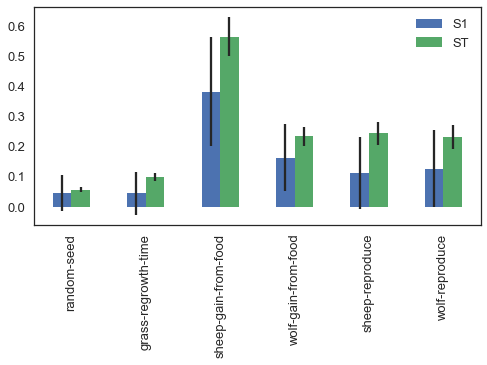 0.6
0.5
0.4
0.3
0.2
0.1
0.0
S1
ST
random-seed
grass-regrowth-time
sheep-gain-from-food
wolf-gain-from-food
sheep-reproduce
wolf-reproduce